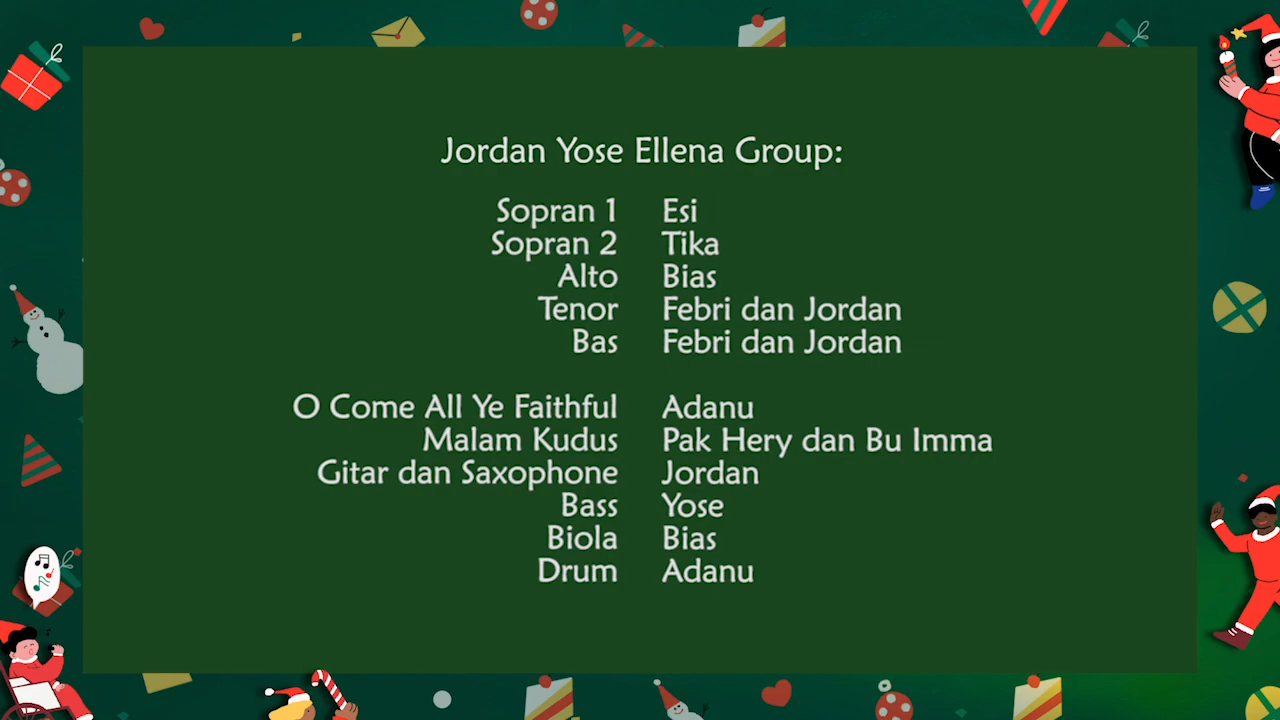 Jordan Yose Ellena Group:
Sopran 1 Esi
Sopran 2 Tika
Alto Bias
Tenor Febri dan Jordan
Bas Febri dan Jordan
O Come All Ye Faithful Adanu
Malam Kudus Pak Hery dan Bu Imma
Gitar dan Saxophone Jordan
Bass Yose
Biola Bias
Drum Adanu